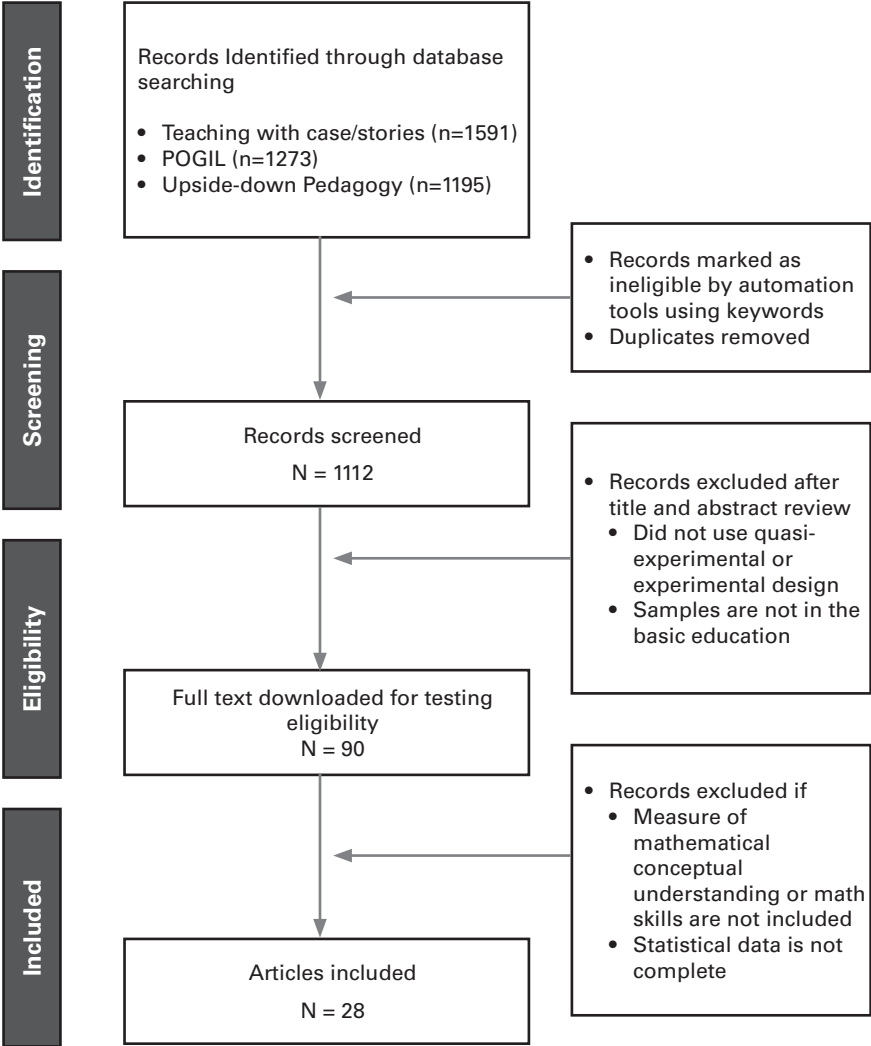 Identification
Records Identified through database
searching
• Teaching with case/stories (n=1591)
• POGIL (n=1273)
• Upside-down Pedagogy (n=1195)
• Records marked as
ineligible by automation
tools using keywords
• Duplicates removed
Screening
Records screened
N = 1112
• Records excluded after
title and abstract review
• Did not use quasi-
experimental or
experimental design
• Samples are not in the
basic education
Eligibility
Full text downloaded for testing
eligibility
N = 90
• Records excluded if
• Measure of
mathematical
conceptual
understanding or math
skills are not included
• Statistical data is not
complete
Included
Articles included
N = 28